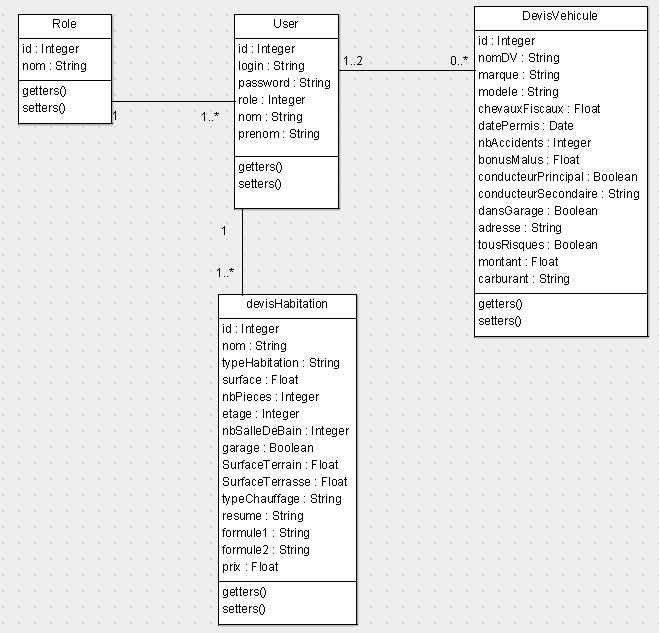 Role
id : Integer
nom : String
getters()
setters()
1
1..*
User
id : Integer
login : String
password : String
role : Integer
nom : String
prenom : String
getters()
setters()
1..2
0..*
DevisVehicule
id : Integer
nomDV : String
marque : String
modele : String
chevauxFiscaux : Float
datePermis : Date
nbAccidents : Integer
bonusMalus : Float
conducteurPrincipal : Boolean
conducteurSecondaire : String
dansGarage : Boolean
adresse : String
tousRisques : Boolean
montant : Float
carburant : String
getters()
setters()
1
1..*
devisHabitation
id : Integer
nom : String
typeHabitation : String
surface : Float
nbPieces : Integer
etage : Integer
nbSalleDeBain : Integer
garage : Boolean
SurfaceTerrain : Float
SurfaceTerrasse : Float
typeChauffage : String
resume : String
formule1 : String
formule2 : String
prix : Float
getters()
setters()